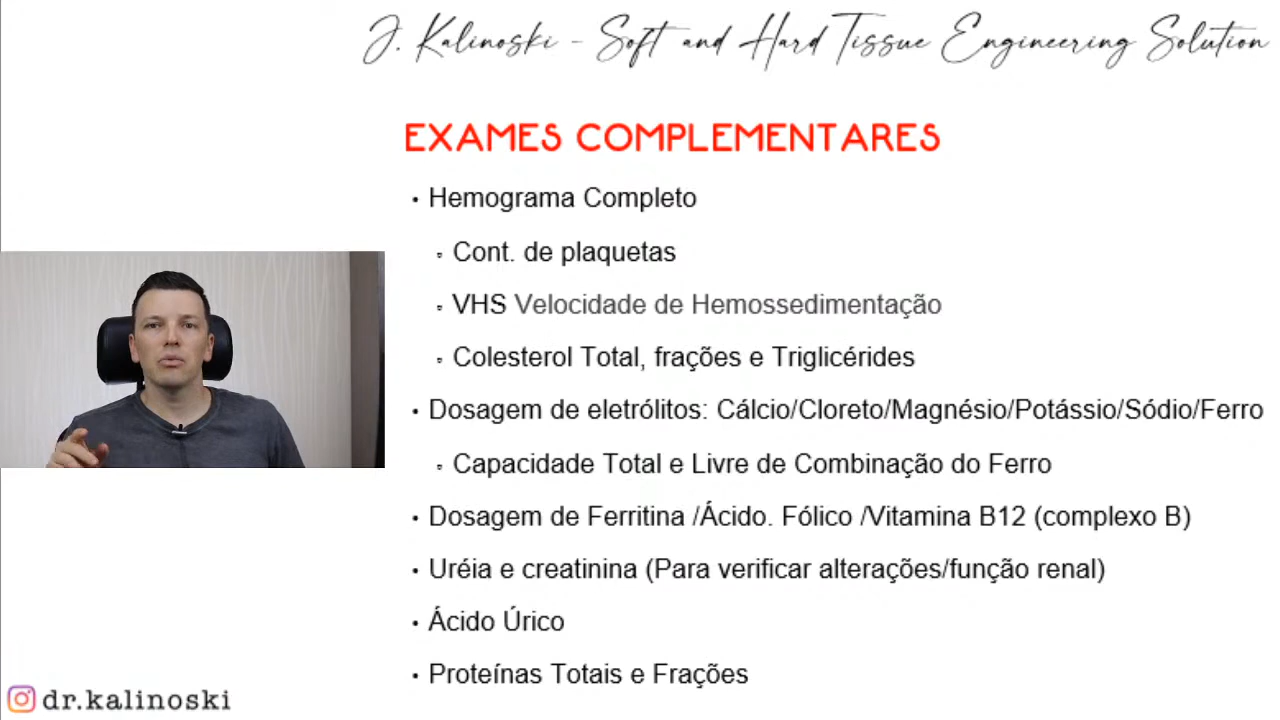 J. Kalinoski - Soft and Hard Tissue Engineering Solution
EXAMES COMPLEMENTARES
• Hemograma Completo
Cont. de plaquetas
VHS Velocidade de Hemossedimentação
Colesterol Total, frações e Triglicérides
• Dosagem de eletrólitos: Cálcio/Cloreto/Magnésio/Potássio/Sódio/Ferro
Capacidade Total e Livre de Combinação do Ferro
• Dosagem de Ferritina /Ácido. Fólico /Vitamina B12 (complexo B)
• Uréia e creatinina (Para verificar alterações/função renal)
• Ácido Úrico
• Proteínas Totais e Frações
dr.kalinoski